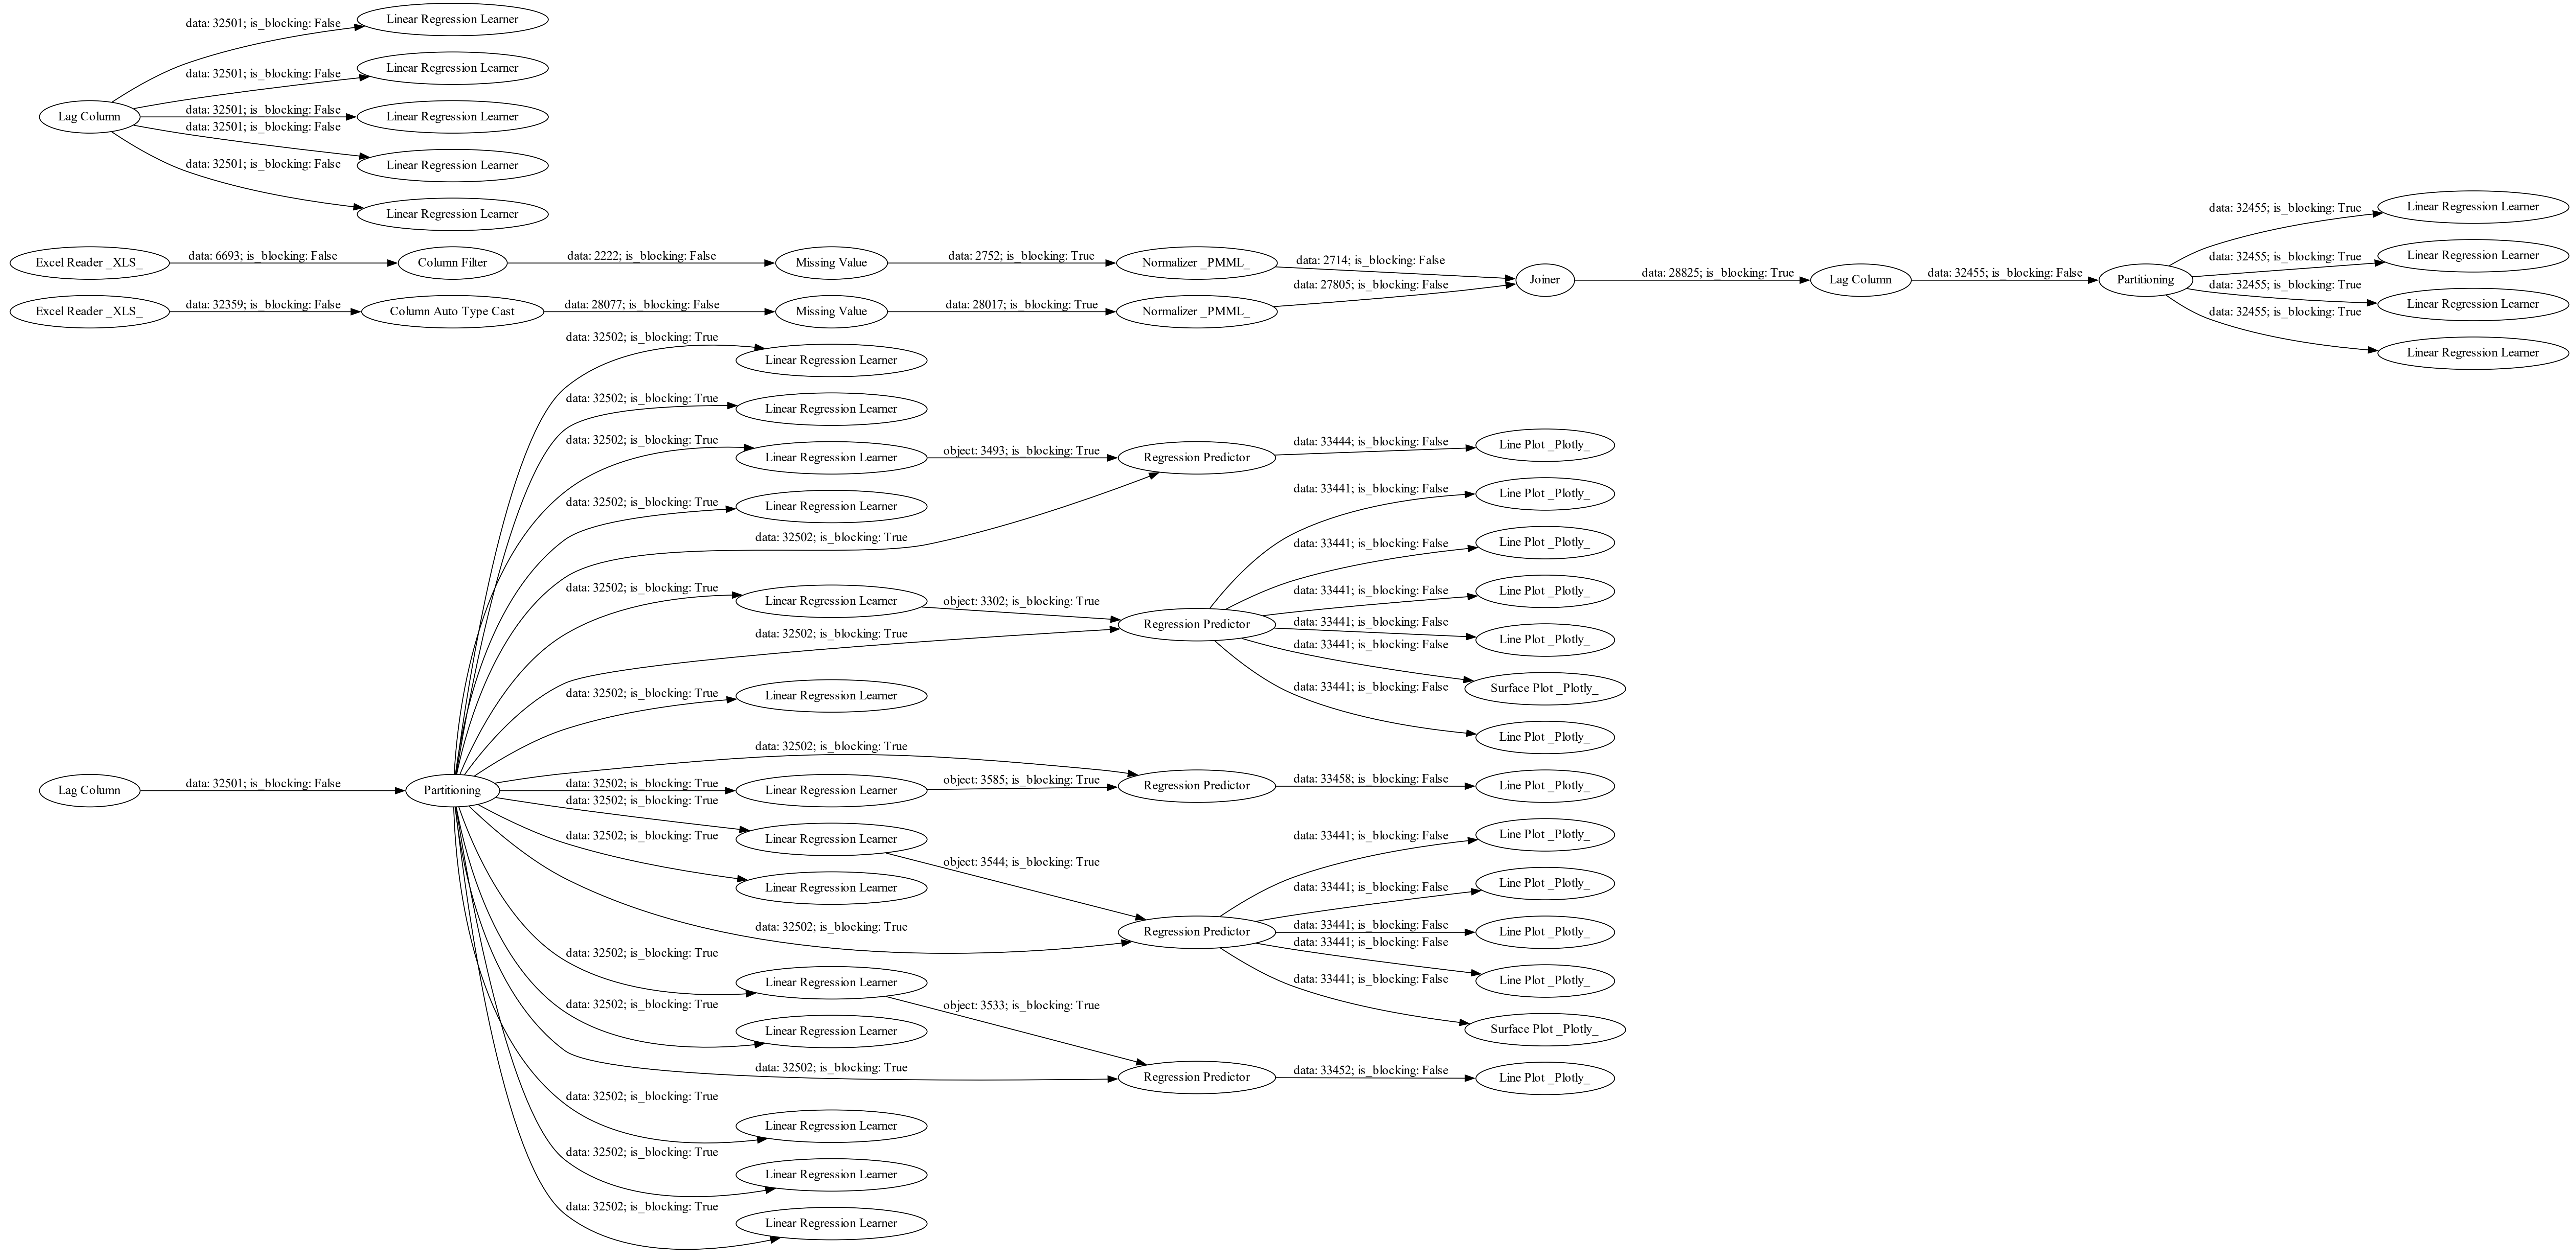 Linear Regression Learner
data: 32501; is_blocking: False
Linear Regression Learner
data: 32501; is_blocking: False
Lag Column
data: 32501; is_blocking: False
Linear Regression Learner
data: 32501; is_blocking: False
Linear Regression Learner
data: 32501; is_blocking: False
Linear Regression Learner
Excel Reader _XLS_
data: 6693; is_blocking: False
Column Filter
data: 2222; is_blocking: False
Missing Value
data: 2752; is_blocking: True
Normalizer _PMML_
data: 2714; is_blocking: False
Excel Reader _XLS_
data: 32359; is_blocking: False
Column Auto Type Cast
data: 28077; is_blocking: False
Missing Value
data: 28017; is_blocking: True
Normalizer _PMML_
data: 27805; is_blocking: False
Joiner
data: 28825; is_blocking: True
Lag Column
data: 32455; is_blocking: False
Partitioning
data: 32455; is_blocking: True
Linear Regression Learner
data: 32455; is_blocking: True
Linear Regression Learner
data: 32455; is_blocking: True
Linear Regression Learner
data: 32455; is_blocking: True
Linear Regression Learner
Lag Column
data: 32501; is_blocking: False
Partitioning
data: 32502; is_blocking: True
Linear Regression Learner
data: 32502; is_blocking: True
Linear Regression Learner
data: 32502; is_blocking: True
Linear Regression Learner
object: 3493; is_blocking: True
Regression Predictor
data: 33444; is_blocking: False
Line Plot _Plotly_
data: 32502; is_blocking: True
Linear Regression Learner
data: 32502; is_blocking: True
data: 32502; is_blocking: True
Linear Regression Learner
object: 3302; is_blocking: True
data: 32502; is_blocking: True
Regression Predictor
data: 33441; is_blocking: False
Line Plot _Plotly_
data: 33441; is_blocking: False
Line Plot _Plotly_
data: 33441; is_blocking: False
Line Plot _Plotly_
data: 33441; is_blocking: False
Line Plot _Plotly_
data: 33441; is_blocking: False
Surface Plot _Plotly_
data: 33441; is_blocking: False
Line Plot _Plotly_
data: 32502; is_blocking: True
Linear Regression Learner
data: 32502; is_blocking: True
data: 32502; is_blocking: True
Linear Regression Learner
object: 3585; is_blocking: True
Regression Predictor
data: 33458; is_blocking: False
Line Plot _Plotly_
data: 32502; is_blocking: True
Linear Regression Learner
object: 3544; is_blocking: True
data: 32502; is_blocking: True
Linear Regression Learner
data: 32502; is_blocking: True
Regression Predictor
data: 33441; is_blocking: False
Line Plot _Plotly_
data: 33441; is_blocking: False
Line Plot _Plotly_
data: 33441; is_blocking: False
Line Plot _Plotly_
data: 33441; is_blocking: False
Line Plot _Plotly_
data: 33441; is_blocking: False
Surface Plot _Plotly_
data: 32502; is_blocking: True
Linear Regression Learner
object: 3533; is_blocking: True
data: 32502; is_blocking: True
Linear Regression Learner
data: 32502; is_blocking: True
Regression Predictor
data: 33452; is_blocking: False
Line Plot _Plotly_
data: 32502; is_blocking: True
Linear Regression Learner
data: 32502; is_blocking: True
Linear Regression Learner
data: 32502; is_blocking: True
Linear Regression Learner